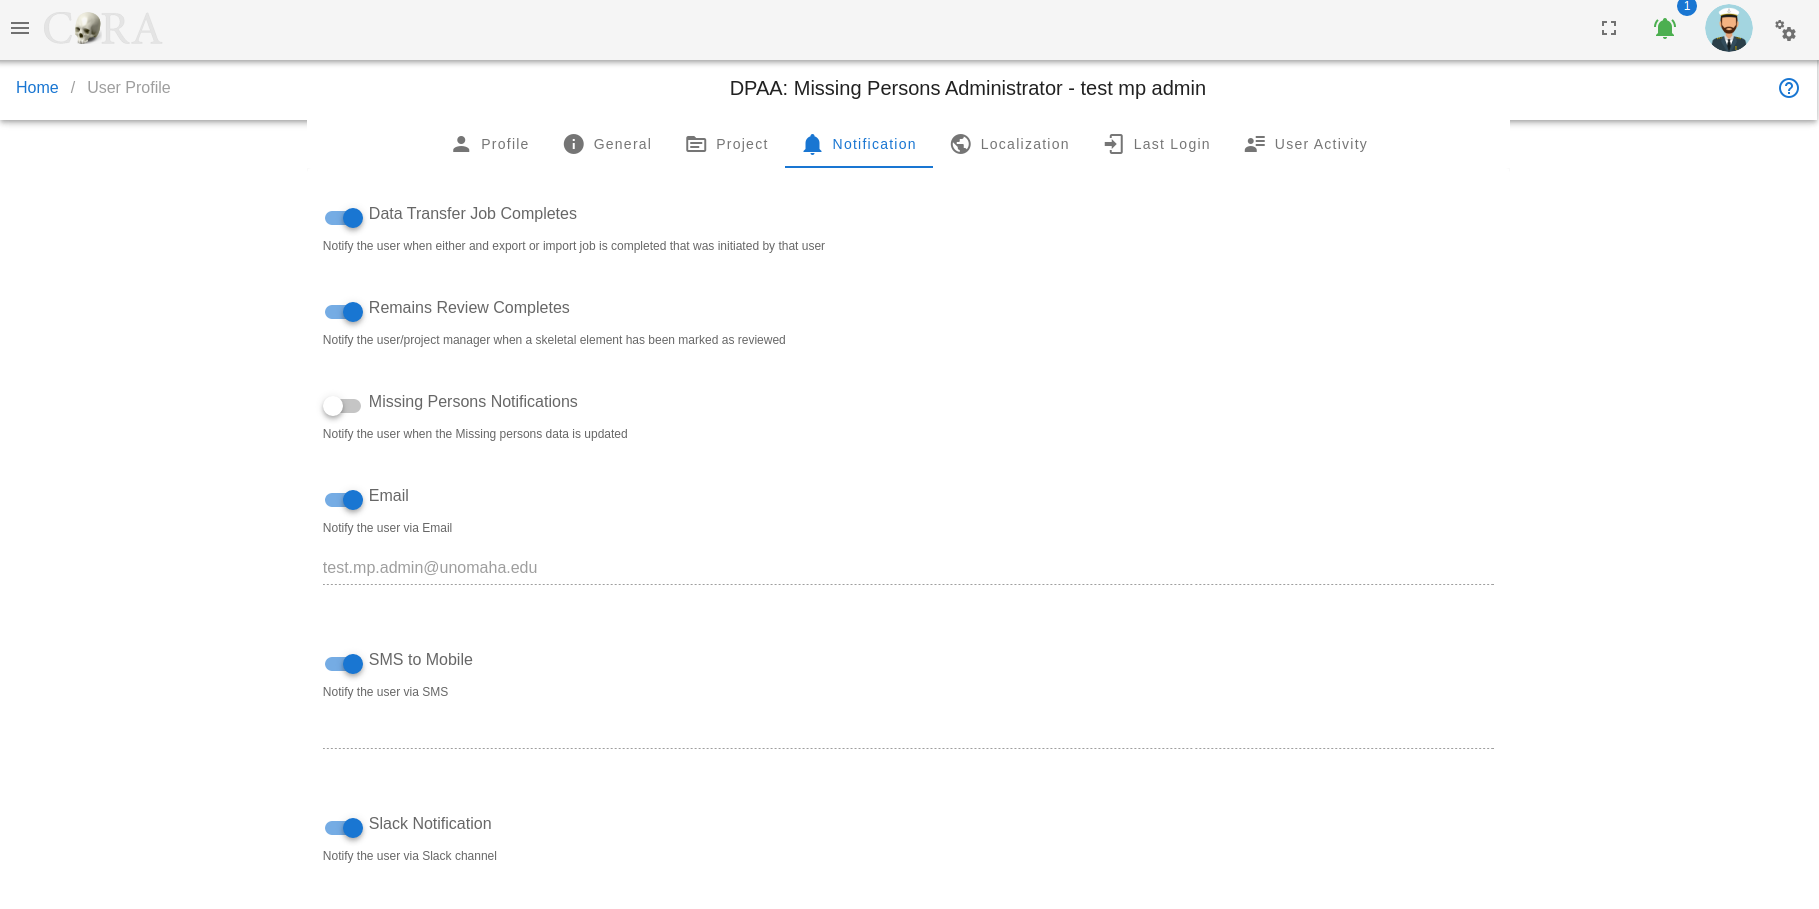 CORA
1
Home / User Profile
DPAA: Missing Persons Administrator - test mp admin
Profile
General
Project
Notification
Localization
Last Login
User Activity
Data Transfer Job Completes
Notify the user when either and export or import job is completed that was initiated by that user
Remains Review Completes
Notify the user/project manager when a skeletal element has been marked as reviewed
Missing Persons Notifications
Notify the user when the Missing persons data is updated
Email
Notify the user via Email
test.mp.admin@unomaha.edu
SMS to Mobile
Notify the user via SMS
Slack Notification
Notify the user via Slack channel